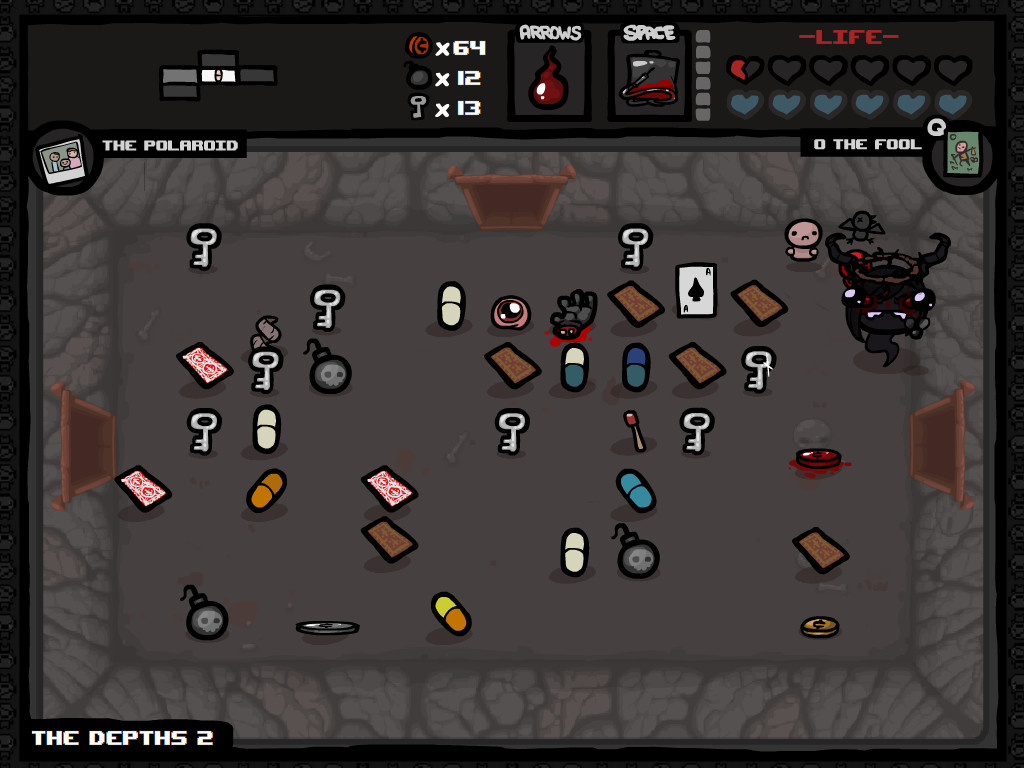 x64
x12
x13
ARROWS
SPACE
-LIFE-
THE POLAROID
0 THE FOOL
Q
A
A
THE DEPTHS 2